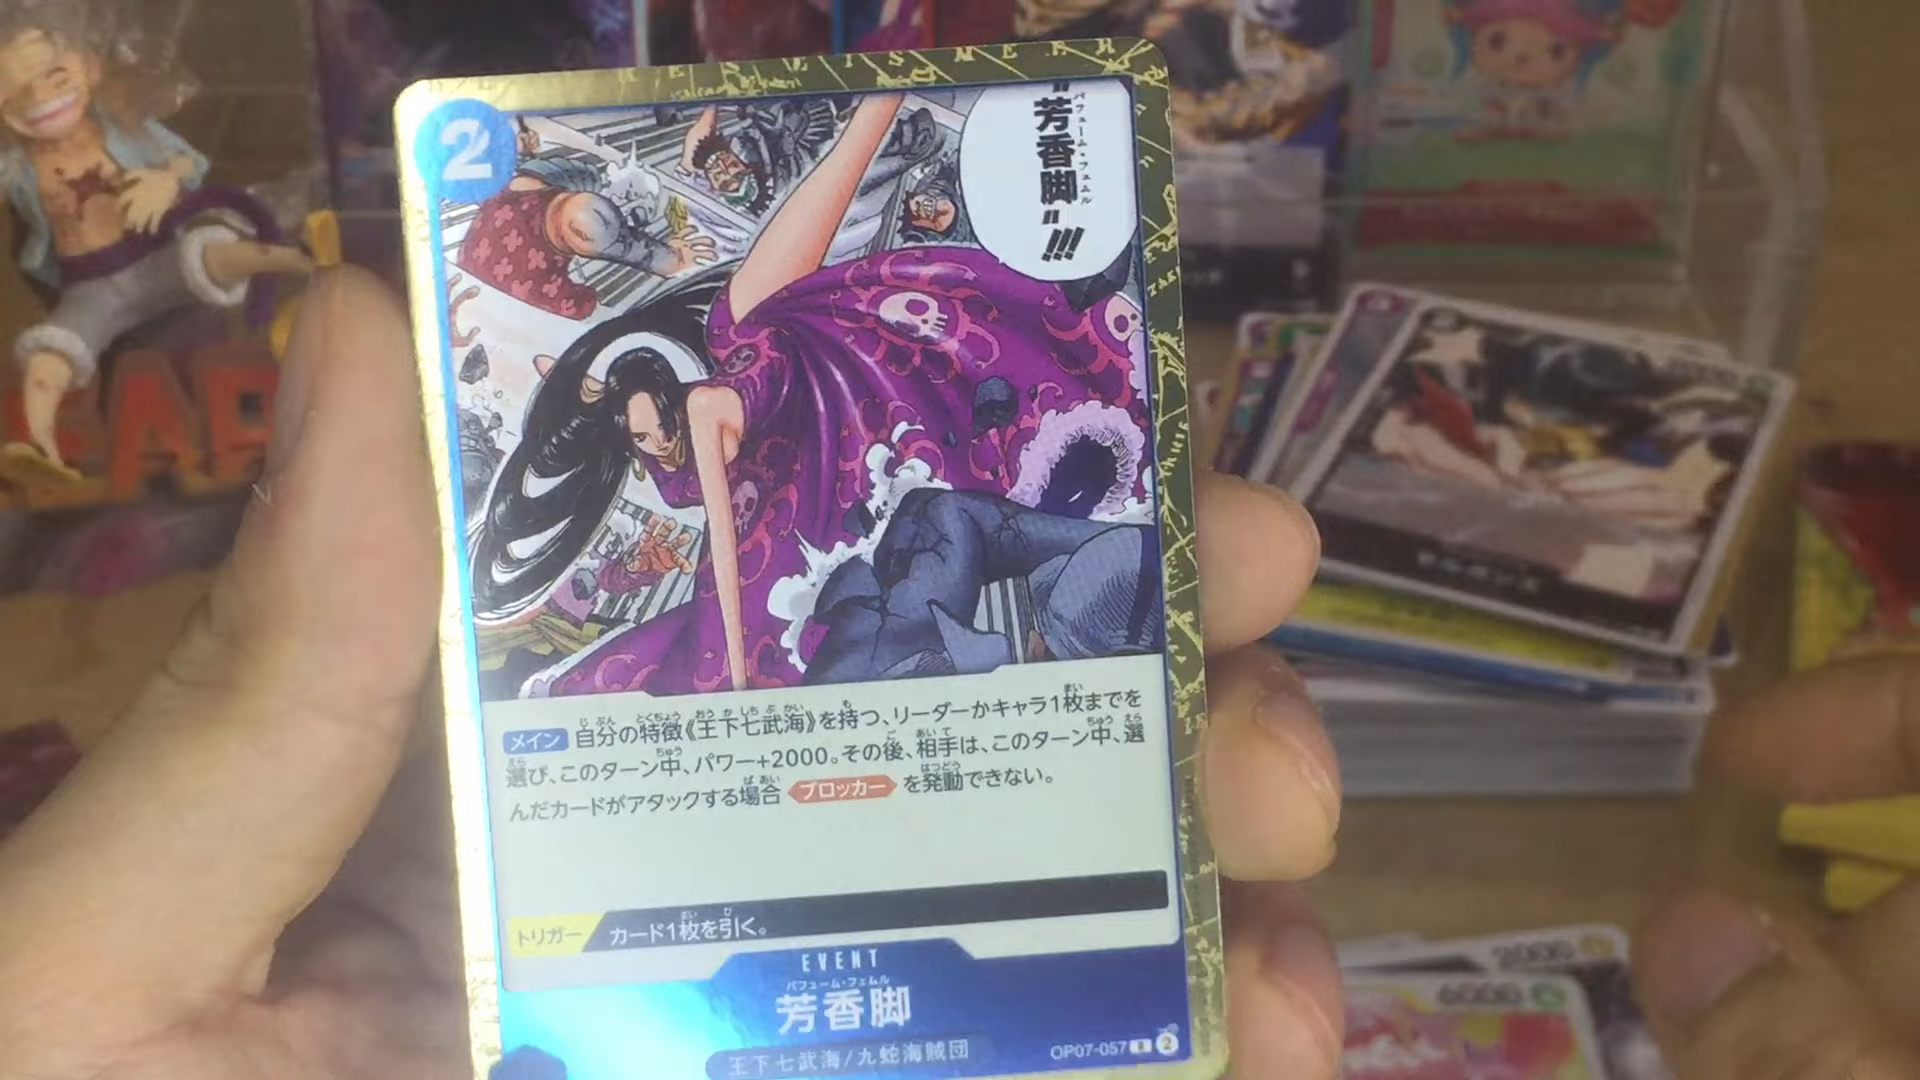 2
"芳香脚"!!!
パフューム・フェムル
メイン 自分の特徴《王下七武海》を持つ、リーダーかキャラ1枚までを
選び、このターン中、パワー+2000。その後、相手は、このターン中、選
んだカードがアタックする場合 ブロッカー を発動できない。
トリガー カード1枚を引く。
EVENT
パフューム・フェムル
芳香脚
王下七武海/九蛇海賊団
OP07-057 R 2